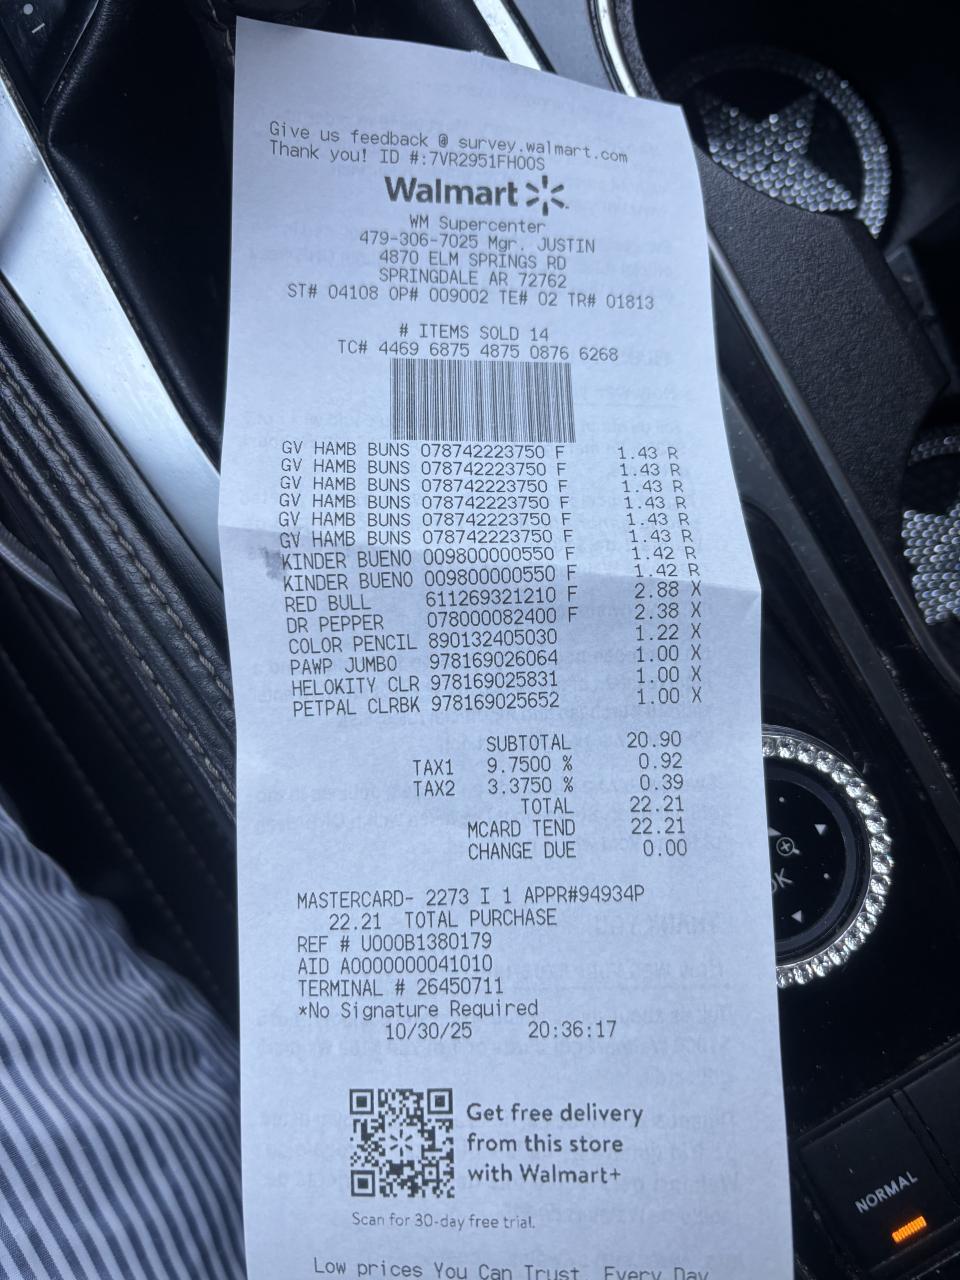 Give us feedback @ survey.walmart.com
Thank you! ID #:7VR2951FH00S
Walmart
WM Supercenter
479-306-7025 Mgr. JUSTIN
4870 ELM SPRINGS RD
SPRINGDALE AR 72762
ST# 04108 OP# 009002 TE# 02 TR# 01813
# ITEMS SOLD 14
TC# 4469 6875 4875 0876 6268
GV HAMB BUNS 078742223750 F 1.43 R
GV HAMB BUNS 078742223750 F 1.43 R
GV HAMB BUNS 078742223750 F 1.43 R
GV HAMB BUNS 078742223750 F 1.43 R
GV HAMB BUNS 078742223750 F 1.43 R
GV HAMB BUNS 078742223750 F 1.43 R
KINDER BUENO 009800000550 F 1.42 R
KINDER BUENO 009800000550 F 1.42 R
RED BULL 611269321210 F 2.88 X
DR PEPPER 078000082400 F 2.38 X
COLOR PENCIL 890132405030 1.22 X
PAWP JUMBO 978169026064 1.00 X
HELOKITY CLR 978169025831 1.00 X
PETPAL CLRBK 978169025652 1.00 X
SUBTOTAL 20.90
TAX1 9.7500 % 0.92
TAX2 3.3750 % 0.39
TOTAL 22.21
MCARD TEND 22.21
CHANGE DUE 0.00
MASTERCARD- 2273 I 1 APPR#94934P
22.21 TOTAL PURCHASE
REF # U000B1380179
AID A0000000041010
TERMINAL # 26450711
*No Signature Required
10/30/25 20:36:17
Get free delivery
from this store
with Walmart+
Scan for 30-day free trial.
Low prices You Can Trust. Every Day.
OK
NORMAL